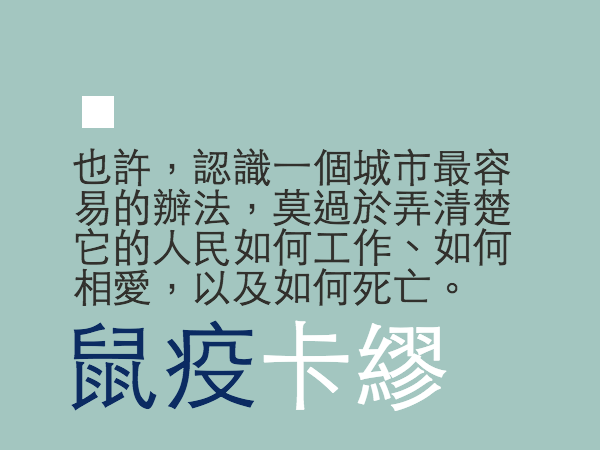 也許，認識一個城市最容
易的辦法，莫過於弄清楚
它的人民如何工作、如何
相愛，以及如何死亡。
鼠疫卡繆